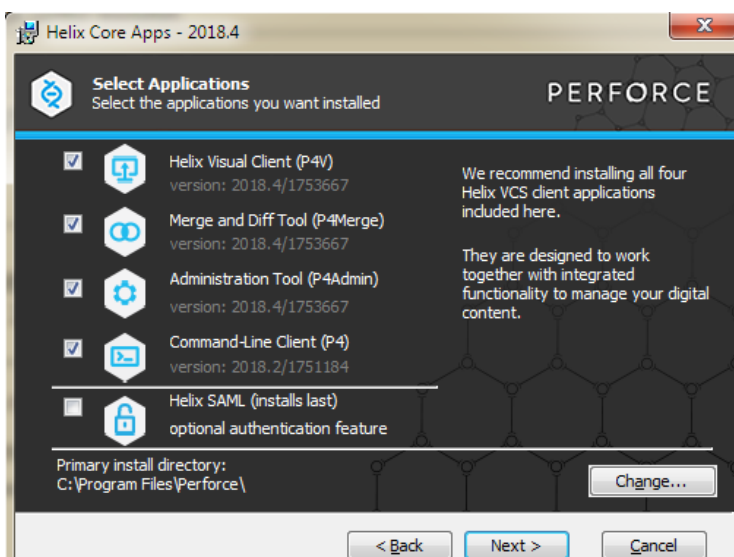 Helix Core Apps - 2018.4
X
Select Applications
Select the applications you want installed
PERFORCE
Helix Visual Client (P4V)
version: 2018.4/1753667
Merge and Diff Tool (P4Merge)
version: 2018.4/1753667
Administration Tool (P4Admin)
version: 2018.4/1753667
Command-Line Client (P4)
version: 2018.2/1751184
Helix SAML (installs last)
optional authentication feature
We recommend installing all four
Helix VCS client applications
included here.
They are designed to work
together with integrated
functionality to manage your digital
content.
Primary install directory:
C:\Program Files\Perforce\
Change...
< Back
Next >
Cancel